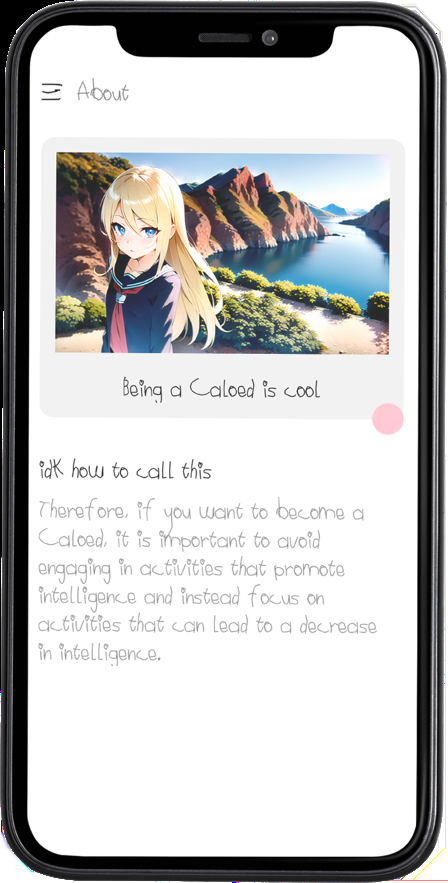 About
Being a Caloed is cool
idk how to call this
Therefore, if you want to become a
Caloed, it is important to avoid
engaging in activities that promote
intelligence and instead focus on
activities that can lead to a decrease
in intelligence.